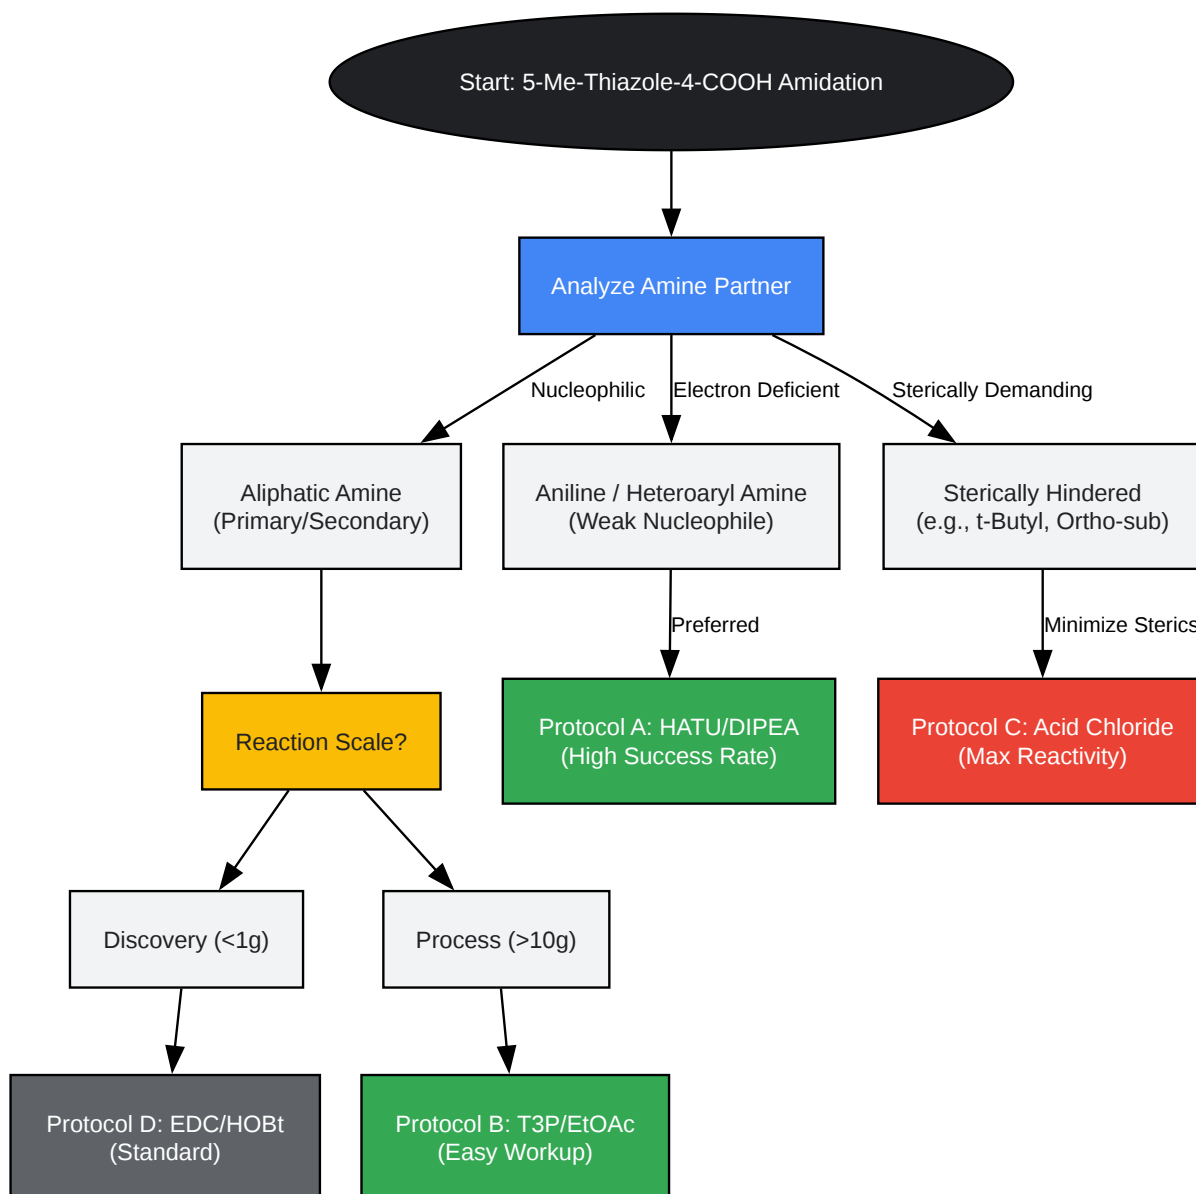 Start: 5-Me-Thiazole-4-COOH Amidation
Analyze Amine Partner
Nucleophilic
Electron Deficient
Sterically Demanding
Aliphatic Amine
(Primary/Secondary)
Aniline / Heteroaryl Amine
(Weak Nucleophile)
Sterically Hindered
(e.g., t-Butyl, Ortho-sub)
Preferred
Minimize Sterics
Reaction Scale?
Protocol A: HATU/DIPEA
(High Success Rate)
Protocol C: Acid Chloride
(Max Reactivity)
Discovery (<1g)
Process (>10g)
Protocol D: EDC/HOBt
(Standard)
Protocol B: T3P/EtOAc
(Easy Workup)